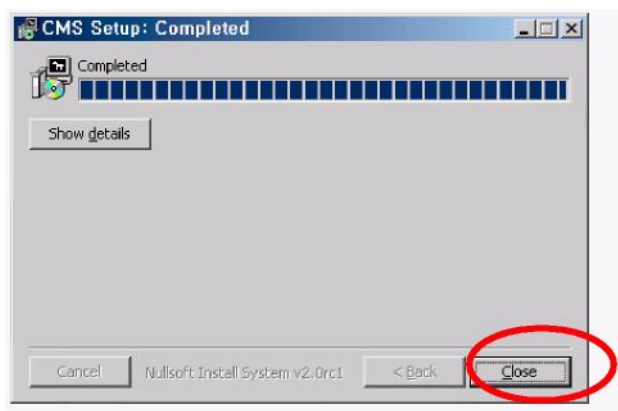 CMS Setup: Completed
Completed
Show details
Cancel
Nullsoft Install System v2.0rc1
< Back
Close